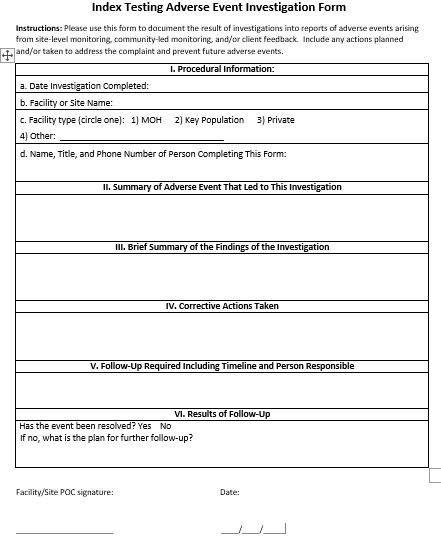 Index Testing Adverse Event Investigation Form
Instructions: Please use this form to document the result of investigations into reports of adverse events arising
from site-level monitoring, community-led monitoring, and/or client feedback. Include any actions planned
and/or taken to address the complaint and prevent future adverse events.
I. Procedural Information:
a. Date Investigation Completed:
b. Facility or Site Name:
c. Facility type (circle one): 1) MOH 2) Key Population 3) Private
4) Other: ______________________________
d. Name, Title, and Phone Number of Person Completing This Form:
II. Summary of Adverse Event That Led to This Investigation
III. Brief Summary of the Findings of the Investigation
IV. Corrective Actions Taken
V. Follow-Up Required Including Timeline and Person Responsible
VI. Results of Follow-Up
Has the event been resolved? Yes No
If no, what is the plan for further follow-up?
Facility/Site POC signature: Date:
____________________ ____/___/____